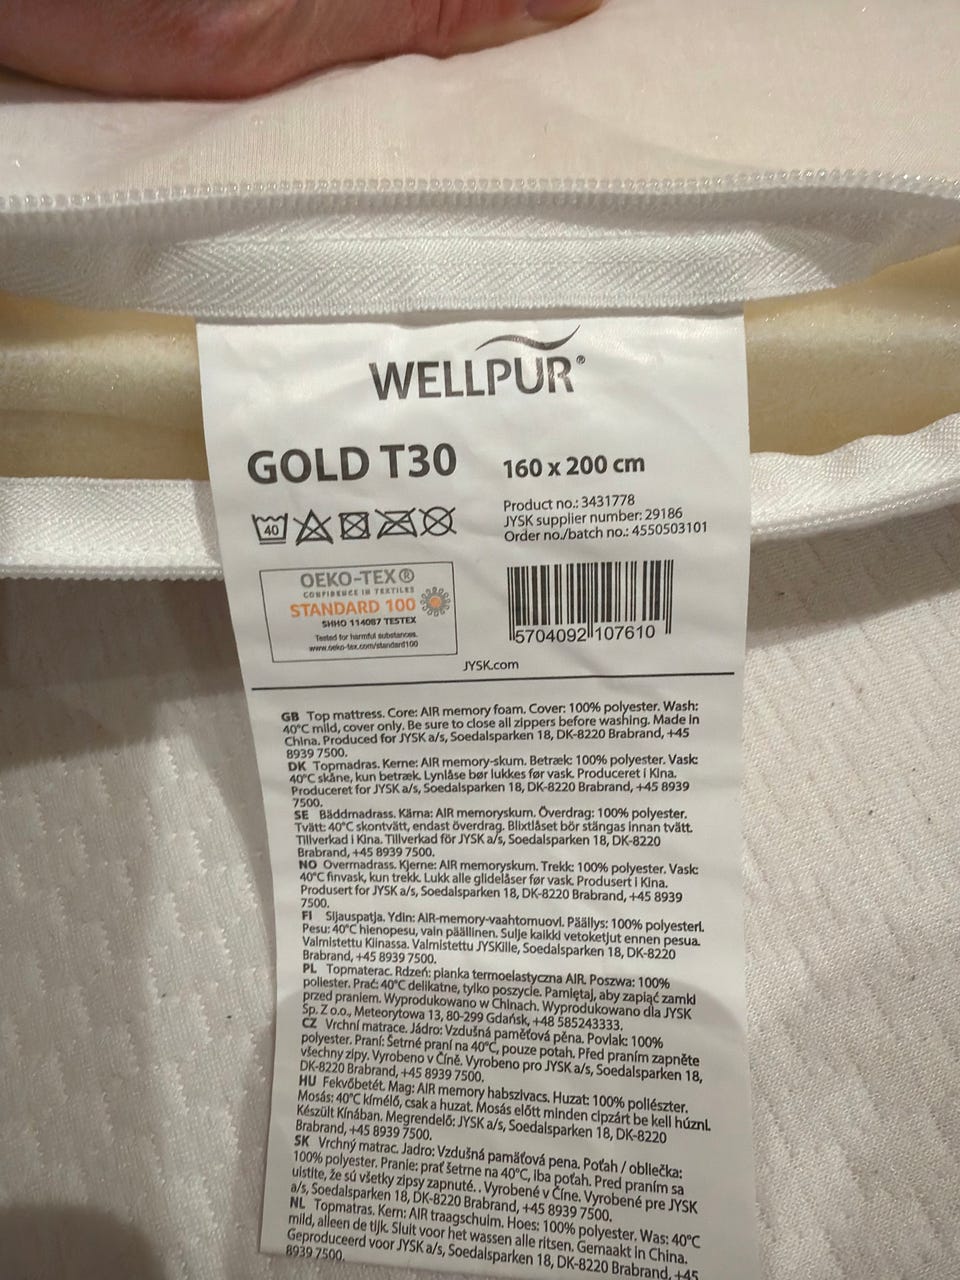 WELLPUR®
GOLD T30
160 x 200 cm
40
Product no.: 3431778
JYSK supplier number: 29186
Order no./batch no.: 4550503101
OEKO-TEX®
CONFIDENCE IN TEXTILES
STANDARD 100
SHHO 114087 TESTEX
Tested for harmful substances.
www.oeko-tex.com/standard100
5704092 107610
JYSK.com
GB Top mattress. Core: AIR memory foam. Cover: 100% polyester. Wash:
40°C mild, cover only. Be sure to close all zippers before washing. Made in
China. Produced for JYSK a/s, Soedalsparken 18, DK-8220 Brabrand, +45
8939 7500.
DK Topmadras. Kerne: AIR memory-skum. Betræk: 100% polyester. Vask:
40°C skåne, kun betræk. Lynlåse bør lukkes før vask. Produceret i Kina.
Produceret for JYSK a/s, Soedalsparken 18, DK-8220 Brabrand, +45 8939
7500.
SE Bäddmadrass. Kärna: AIR memoryskum. Överdrag: 100% polyester.
Tvätt: 40°C skontvätt, endast överdrag. Blixtlåset bör stängas innan tvätt.
Tillverkad i Kina. Tillverkad för JYSK a/s, Soedalsparken 18, DK-8220
Brabrand, +45 8939 7500.
NO Overmadrass. Kjerne: AIR memoryskum. Trekk: 100% polyester. Vask:
40°C finvask, kun trekk. Lukk alle glidelåser før vask. Produsert i Kina.
Produsert for JYSK a/s, Soedalsparken 18, DK-8220 Brabrand, +45 8939
7500.
FI Sijauspatja. Ydin: AIR-memory-vaahtomuovi. Päällys: 100% polyesteri.
Pesu: 40°C hienopesu, vain päällinen. Sulje kaikki vetoketjut ennen pesua.
Valmistettu Kiinassa. Valmistettu JYSKille, Soedalsparken 18, DK-8220
Brabrand, +45 8939 7500.
PL Topmaterac. Rdzeń: pianka termoelastyczna AIR. Poszwa: 100%
poliester. Prać: 40°C delikatne, tylko poszycie. Pamiętaj, aby zapiąć zamki
przed praniem. Wyprodukowano w Chinach. Wyprodukowano dla JYSK
Sp. Z o.o., Meteorytowa 13, 80-299 Gdańsk, +48 585243333.
CZ Vrchní matrace. Jádro: Vzdušná paměťová pěna. Povlak: 100%
polyester. Praní: Šetrné praní na 40°C, pouze potah. Před praním zapněte
všechny zipy. Vyrobeno v Číně. Vyrobeno pro JYSK a/s, Soedalsparken 18,
DK-8220 Brabrand, +45 8939 7500.
HU Fekvőbetét. Mag: AIR memory habszivacs. Huzat: 100% poliészter.
Mosás: 40°C kímélő, csak a huzat. Mosás előtt minden cipzárt be kell húzni.
Készült Kínában. Megrendelő: JYSK a/s, Soedalsparken 18, DK-8220
Brabrand, +45 8939 7500.
SK Vrchný matrac. Jadro: Vzdušná pamäťová pena. Poťah / obliečka:
100% polyester. Pranie: prať šetrne na 40°C, iba poťah. Pred praním sa
uistite, že sú všetky zipsy zapnuté. . Vyrobené v Číne. Vyrobené pre JYSK
a/s, Soedalsparken 18, DK-8220 Brabrand, +45 8939 7500.
NL Topmatras. Kern: AIR traagschuim. Hoes: 100% polyester. Was: 40°C
mild, alleen de tijk. Sluit voor het wassen alle ritsen. Gemaakt in China.
Geproduceerd voor JYSK a/s, Soedalsparken 18, DK-8220 Brabrand, +45
8939 7500.